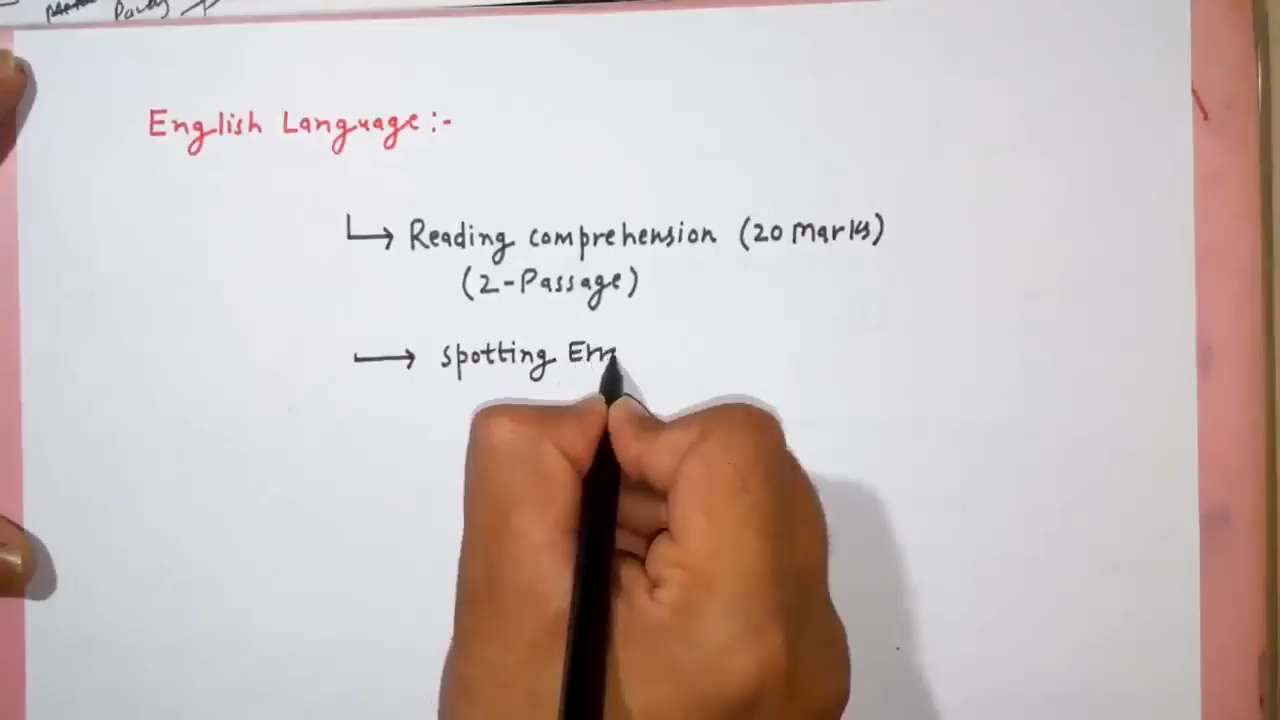 English Language :-
↳ Reading comprehension (20 marks)
(2-Passage)
→ spotting Err